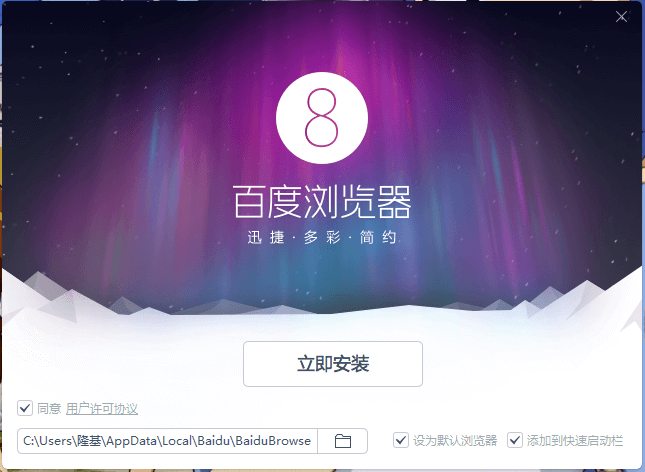 8
百度浏览器
迅捷·多彩·简约
立即安装
同意 用户许可协议
C:\Users\隆基\AppData\Local\Baidu\BaiduBrowse
设为默认浏览器 添加到快速启动栏